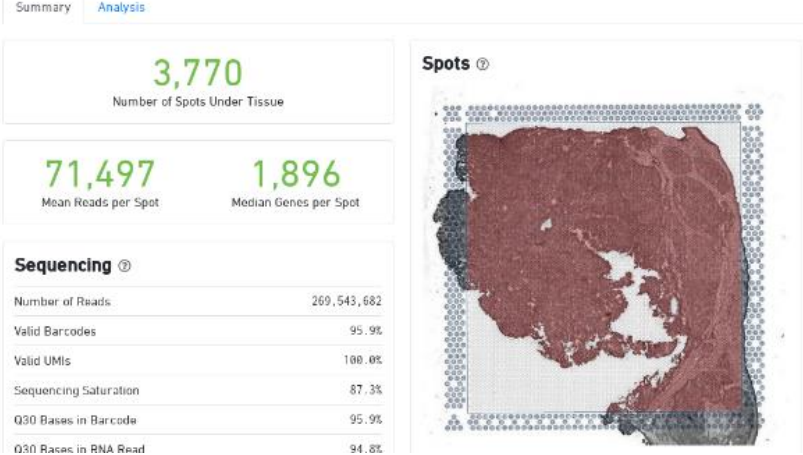 Summary Analysis
3,770
Number of Spots Under Tissue
71,497 1,896
Mean Reads per Spot Median Genes per Spot
Sequencing ?
Number of Reads 269,543,682
Valid Barcodes 95.9%
Valid UMIs 100.0%
Sequencing Saturation 87.3%
Q30 Bases in Barcode 95.9%
Q30 Bases in RNA Read 94.8%
Spots ?